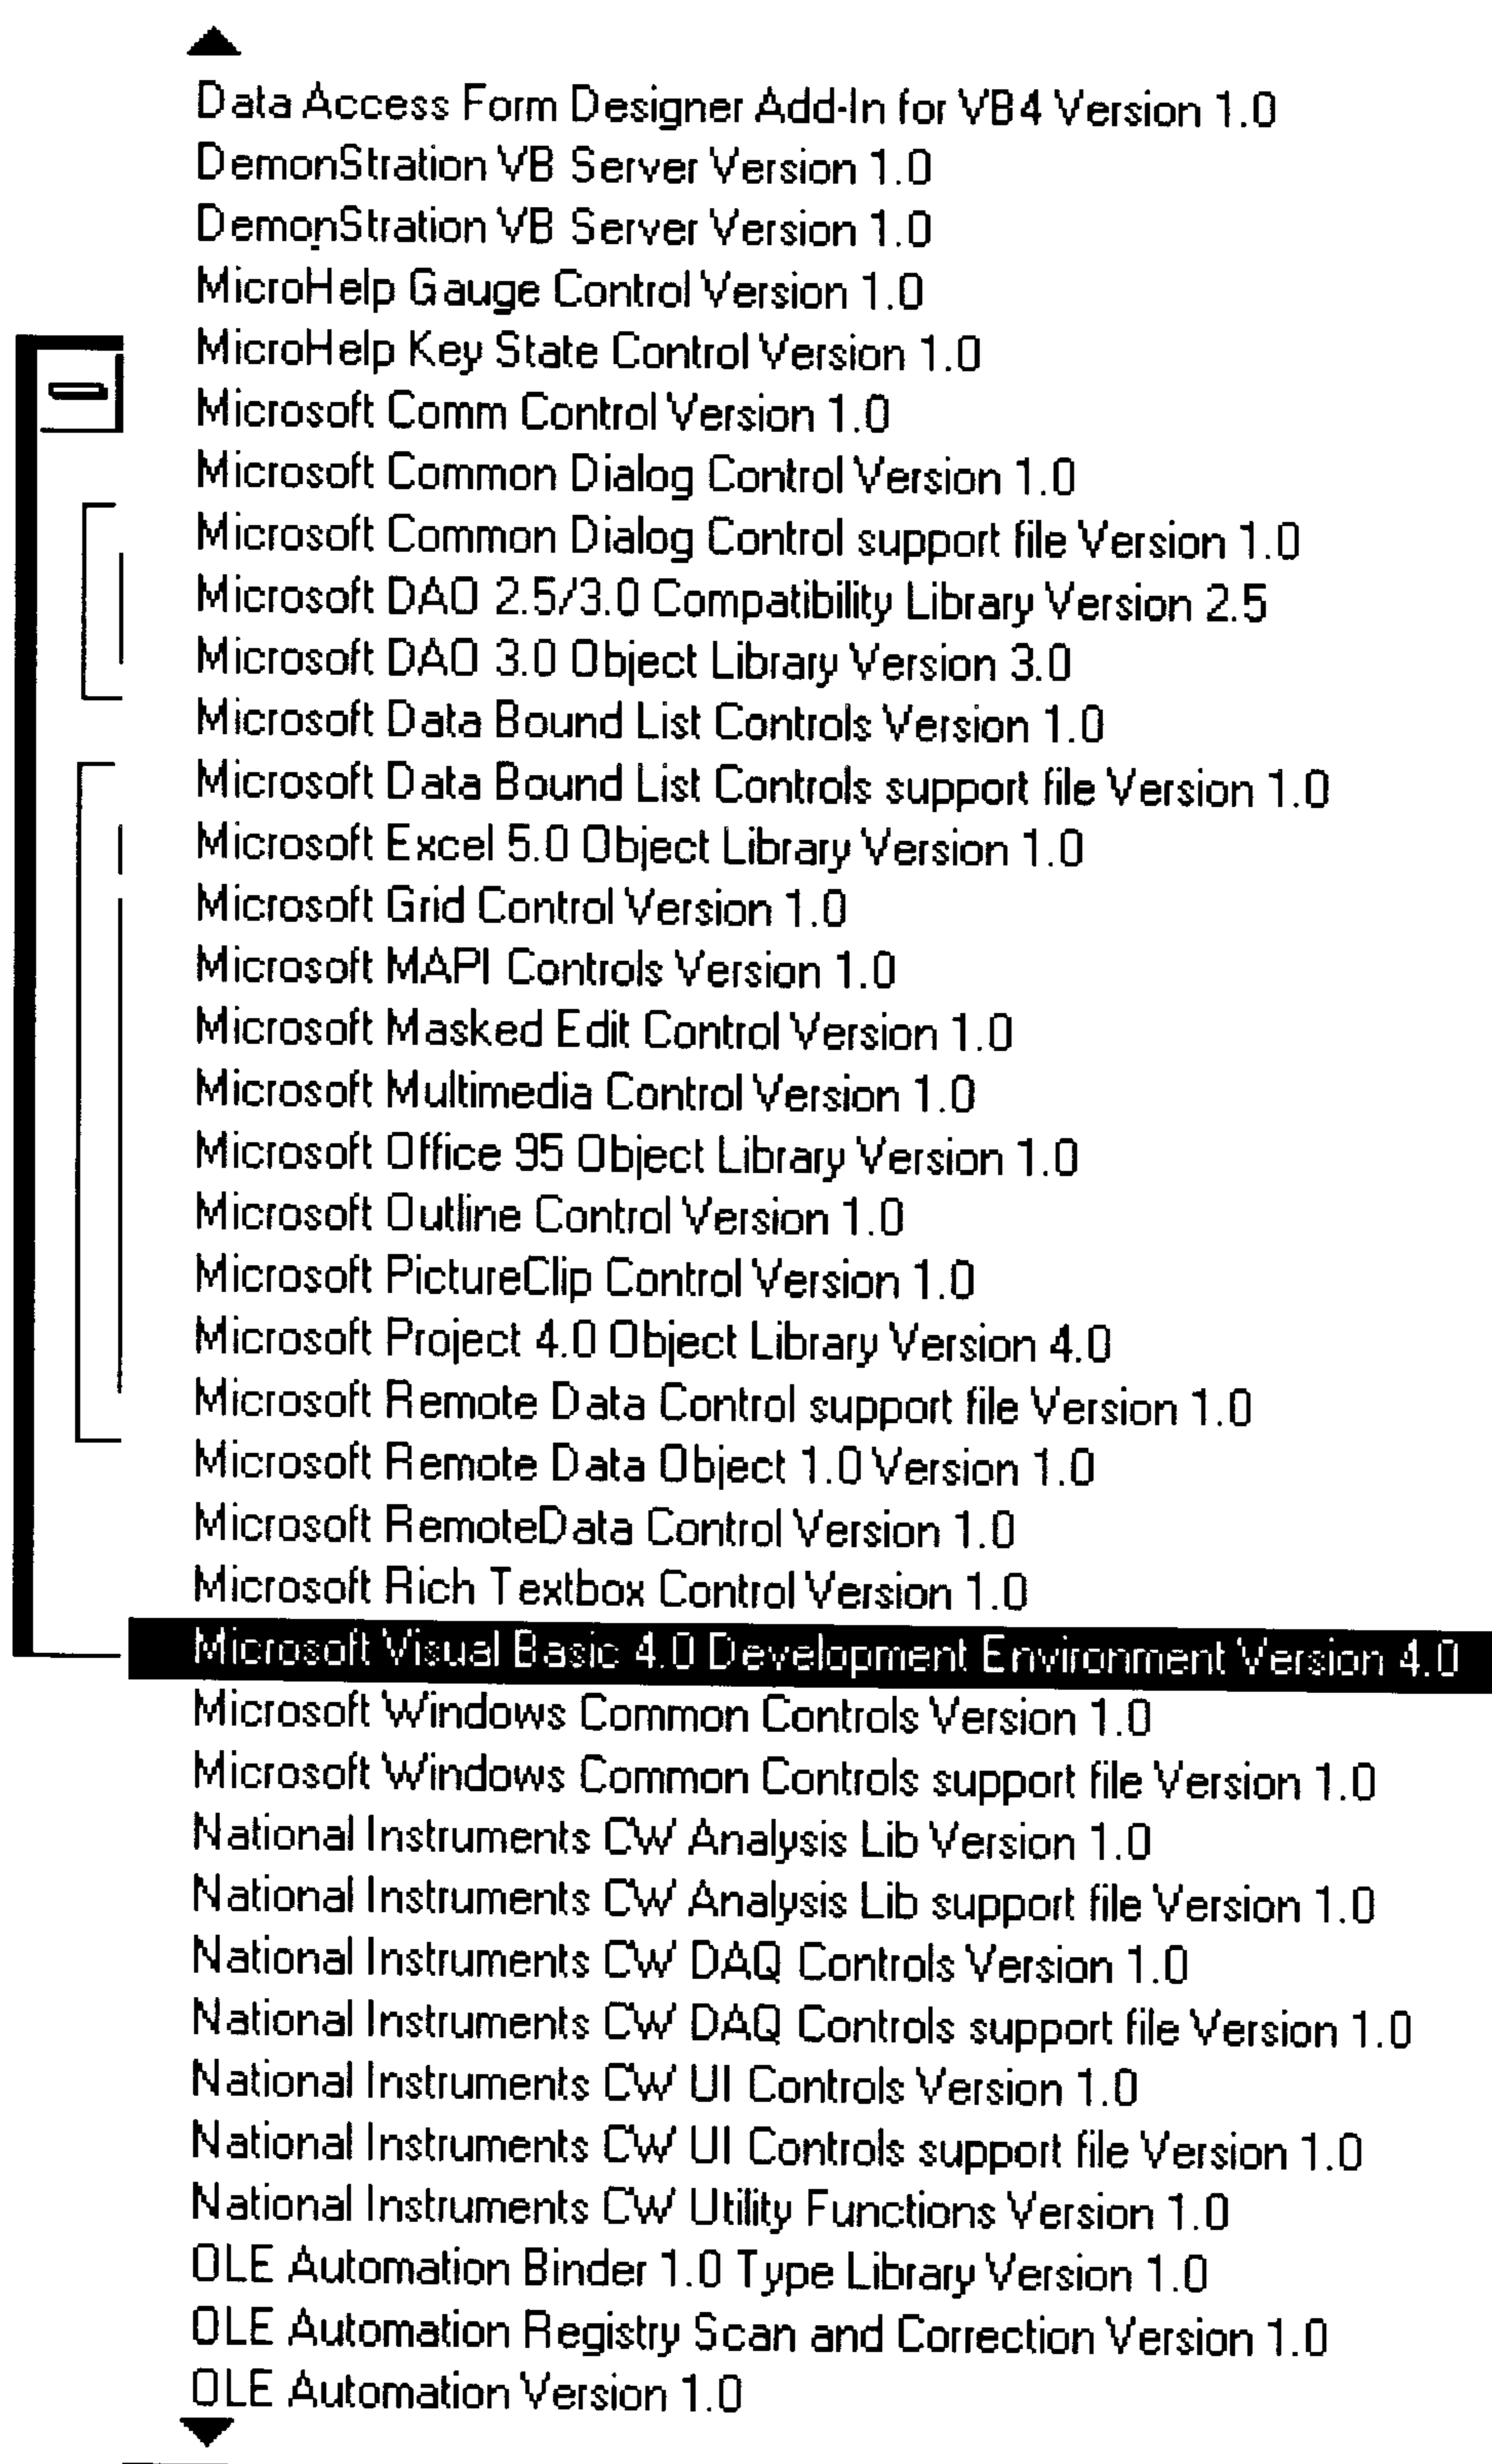 Data Access Form Designer Add-In for VB4 Version 1.0
DemonStration VB Server Version 1.0
DemonStration VB Server Version 1.0
MicroHelp Gauge Control Version 1.0
MicroHelp Key State Control Version 1.0
Microsoft Comm Control Version 1.0
Microsoft Common Dialog Control Version 1.0
Microsoft Common Dialog Control support file Version 1.0
Microsoft DAO 2.5/3.0 Compatibility Library Version 2.5
Microsoft DAO 3.0 Object Library Version 3.0
Microsoft Data Bound List Controls Version 1.0
Microsoft Data Bound List Controls support file Version 1.0
Microsoft Excel 5.0 Object Library Version 1.0
Microsoft Grid Control Version 1.0
Microsoft MAPI Controls Version 1.0
Microsoft Masked Edit Control Version 1.0
Microsoft Multimedia Control Version 1.0
Microsoft Office 95 Object Library Version 1.0
Microsoft Outline Control Version 1.0
Microsoft PictureClip Control Version 1.0
Microsoft Project 4.0 Object Library Version 4.0
Microsoft Remote Data Control support file Version 1.0
Microsoft Remote Data Object 1.0 Version 1.0
Microsoft RemoteData Control Version 1.0
Microsoft Rich Textbox Control Version 1.0
Microsoft Visual Basic 4.0 Development Environment Version 4.0
Microsoft Windows Common Controls Version 1.0
Microsoft Windows Common Controls support file Version 1.0
National Instruments CW Analysis Lib Version 1.0
National Instruments CW Analysis Lib support file Version 1.0
National Instruments CW DAQ Controls Version 1.0
National Instruments CW DAQ Controls support file Version 1.0
National Instruments CW UI Controls Version 1.0
National Instruments CW UI Controls support file Version 1.0
National Instruments CW Utility Functions Version 1.0
OLE Automation Binder 1.0 Type Library Version 1.0
OLE Automation Registry Scan and Correction Version 1.0
OLE Automation Version 1.0